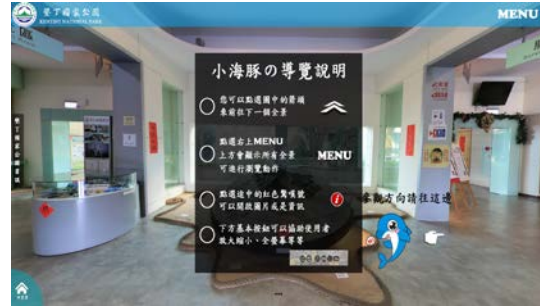 墾丁國家公園
KENTING NATIONAL PARK
MENU
小海豚の導覽說明
您可以點選圖中的箭頭
來前往下一個全景
點選右上MENU
上方會顯示所有全景
可進行瀏覽動作
MENU
點選途中的紅色驚嘆號
可以開啟圖片或是資訊
i
下方基本按鈕可以協助使用者
放大縮小、全螢幕等等
參觀方向請往這邊